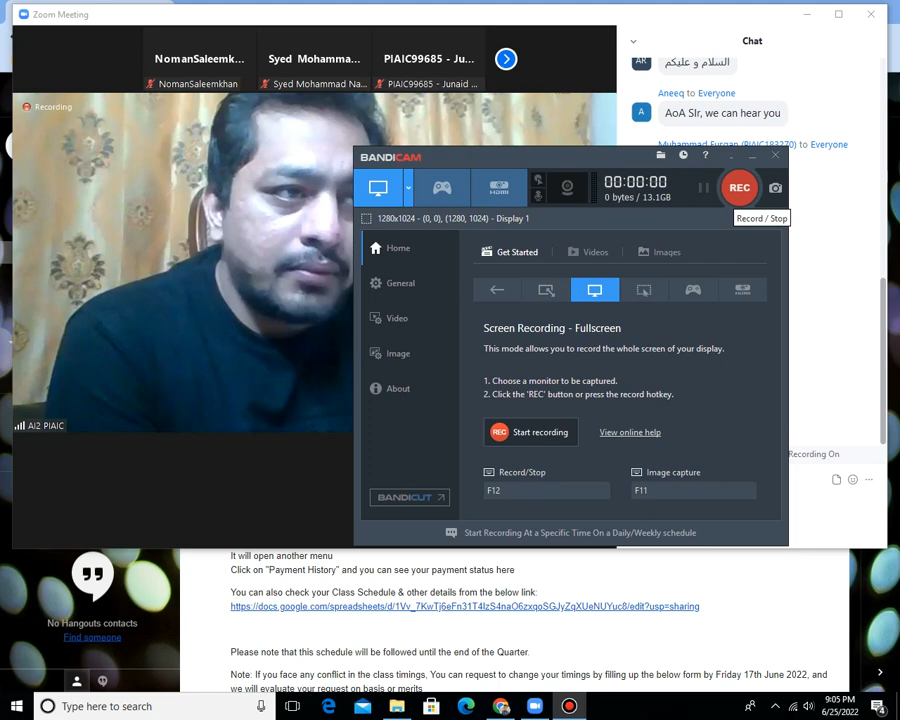 Zoom Meeting
NomanSaleemk...
Syed Mohamma...
PIAIC99685 - Ju...
NomanSaleemkhan
Syed Mohammad Na...
PIAIC99685 - Junaid ...
Recording
AI2 PIAIC
Chat
AR
السلام و عليكم
Aneeq to Everyone
A
AoA SIr, we can hear you
Muhammad Furqan (PIAIC183270) to Everyone
BANDICAM
HDMI
00:00:00
0 bytes / 13.1GB
REC
Record / Stop
1280x1024 - (0, 0), (1280, 1024) - Display 1
Home
General
Video
Image
About
BANDICUT
Get Started
Videos
Images
Screen Recording - Fullscreen
This mode allows you to record the whole screen of your display.
1. Choose a monitor to be captured.
2. Click the 'REC' button or press the record hotkey.
REC Start recording
View online help
Record/Stop
F12
Image capture
F11
Start Recording At a Specific Time On a Daily/Weekly schedule
Recording On
It will open another menu
Click on "Payment History" and you can see your payment status here
You can also check your Class Schedule & other details from the below link:
https://docs.google.com/spreadsheets/d/1Vv_7KwTj6eFn31T4IzS4naO6zxqoSGJyZqXUeNUYuc8/edit?usp=sharing
Please note that this schedule will be followed until the end of the Quarter.
Note: If you face any conflict in the class timings, You can request to change your timings by filling up the below form by Friday 17th June 2022, and
we will evaluate your request on basis or merits
No Hangouts contacts
Find someone
Type here to search
9:05 PM
6/25/2022
4